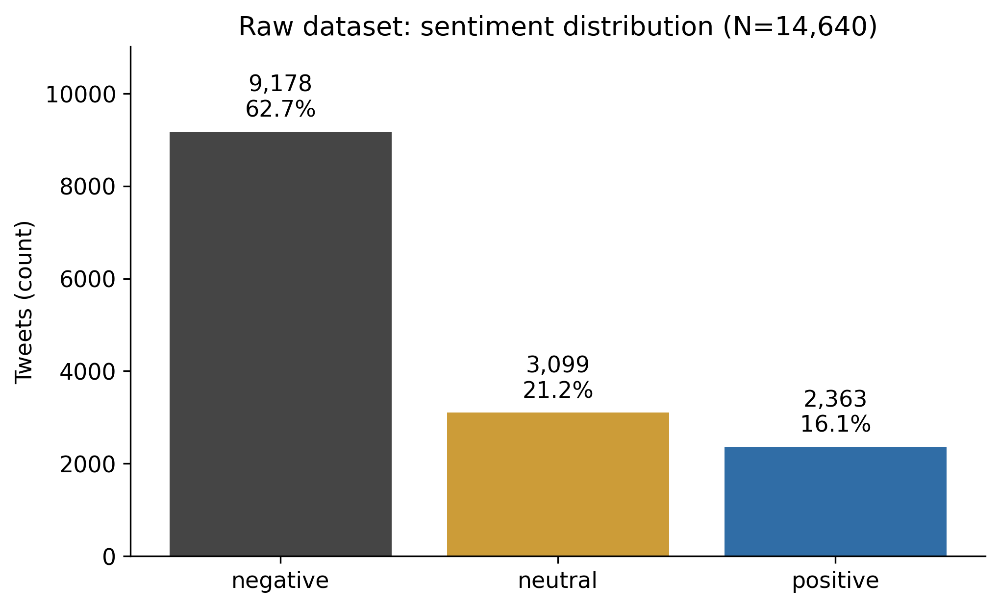 Raw dataset: sentiment distribution (N=14,640)
Tweets (count)
10000
8000
6000
4000
2000
0
9,178
62.7%
3,099
21.2%
2,363
16.1%
negative
neutral
positive